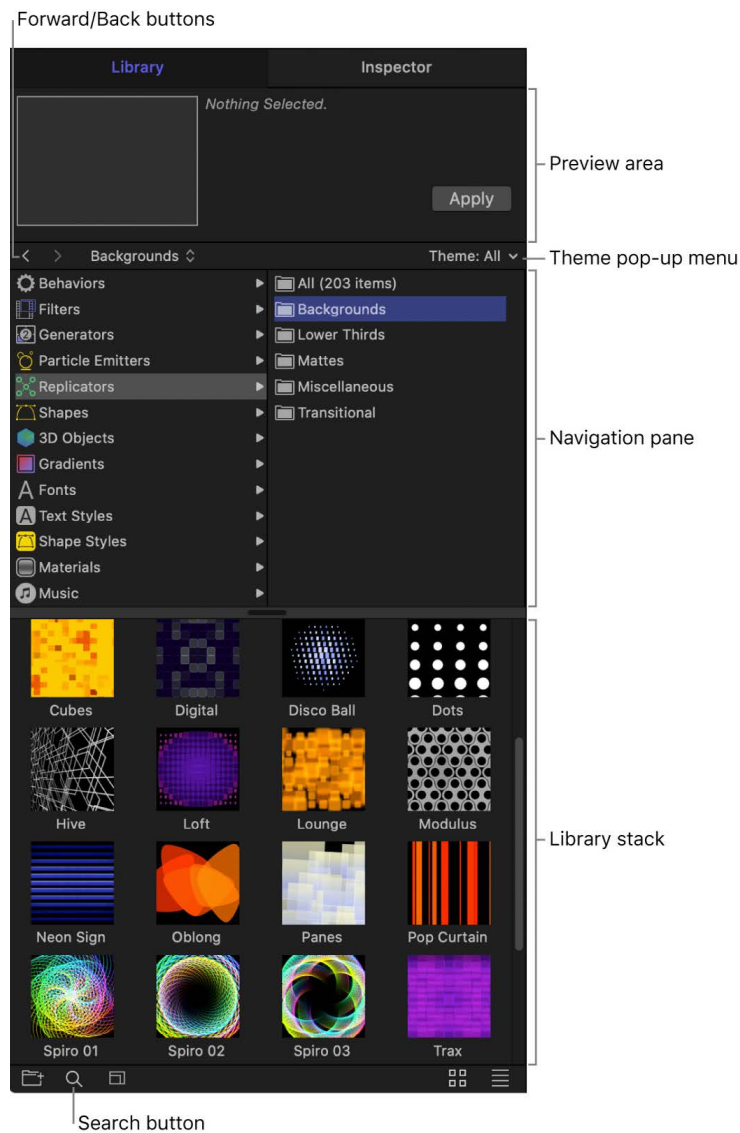 Forward/Back buttons
Library
Inspector
Nothing Selected.
Preview area
Apply
Backgrounds
Theme: All
Theme pop-up menu
Behaviors
All (203 items)
Filters
Backgrounds
Generators
Lower Thirds
Particle Emitters
Mattes
Replicators
Miscellaneous
Shapes
Transitional
3D Objects
Navigation pane
Gradients
Fonts
Text Styles
Shape Styles
Materials
Music
Cubes
Digital
Disco Ball
Dots
Hive
Loft
Lounge
Modulus
Library stack
Neon Sign
Oblong
Panes
Pop Curtain
Spiro 01
Spiro 02
Spiro 03
Trax
Search button